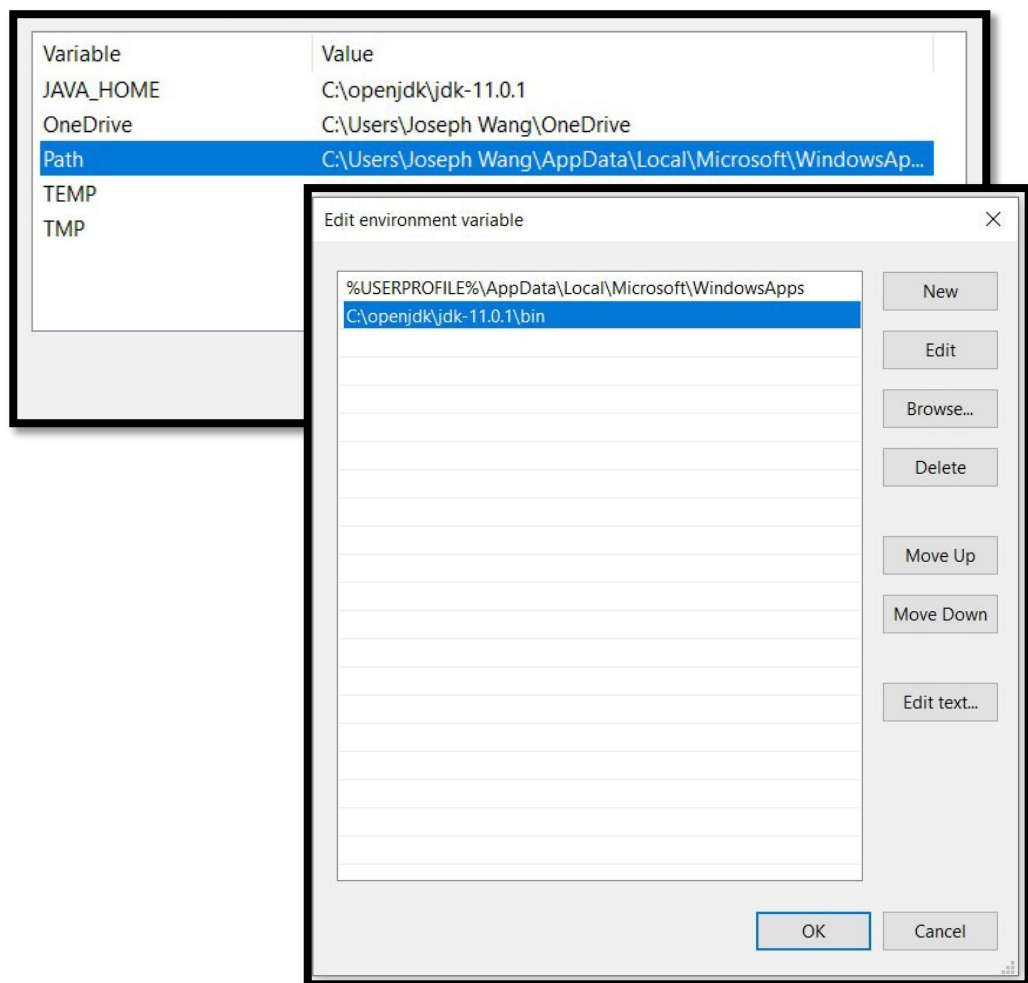 Variable Value
JAVA_HOME C:\openjdk\jdk-11.0.1
OneDrive C:\Users\Joseph Wang\OneDrive
Path C:\Users\Joseph Wang\AppData\Local\Microsoft\WindowsAp...
TEMP
TMP
Edit environment variable
%USERPROFILE%\AppData\Local\Microsoft\WindowsApps
C:\openjdk\jdk-11.0.1\bin
New
Edit
Browse...
Delete
Move Up
Move Down
Edit text...
OK Cancel